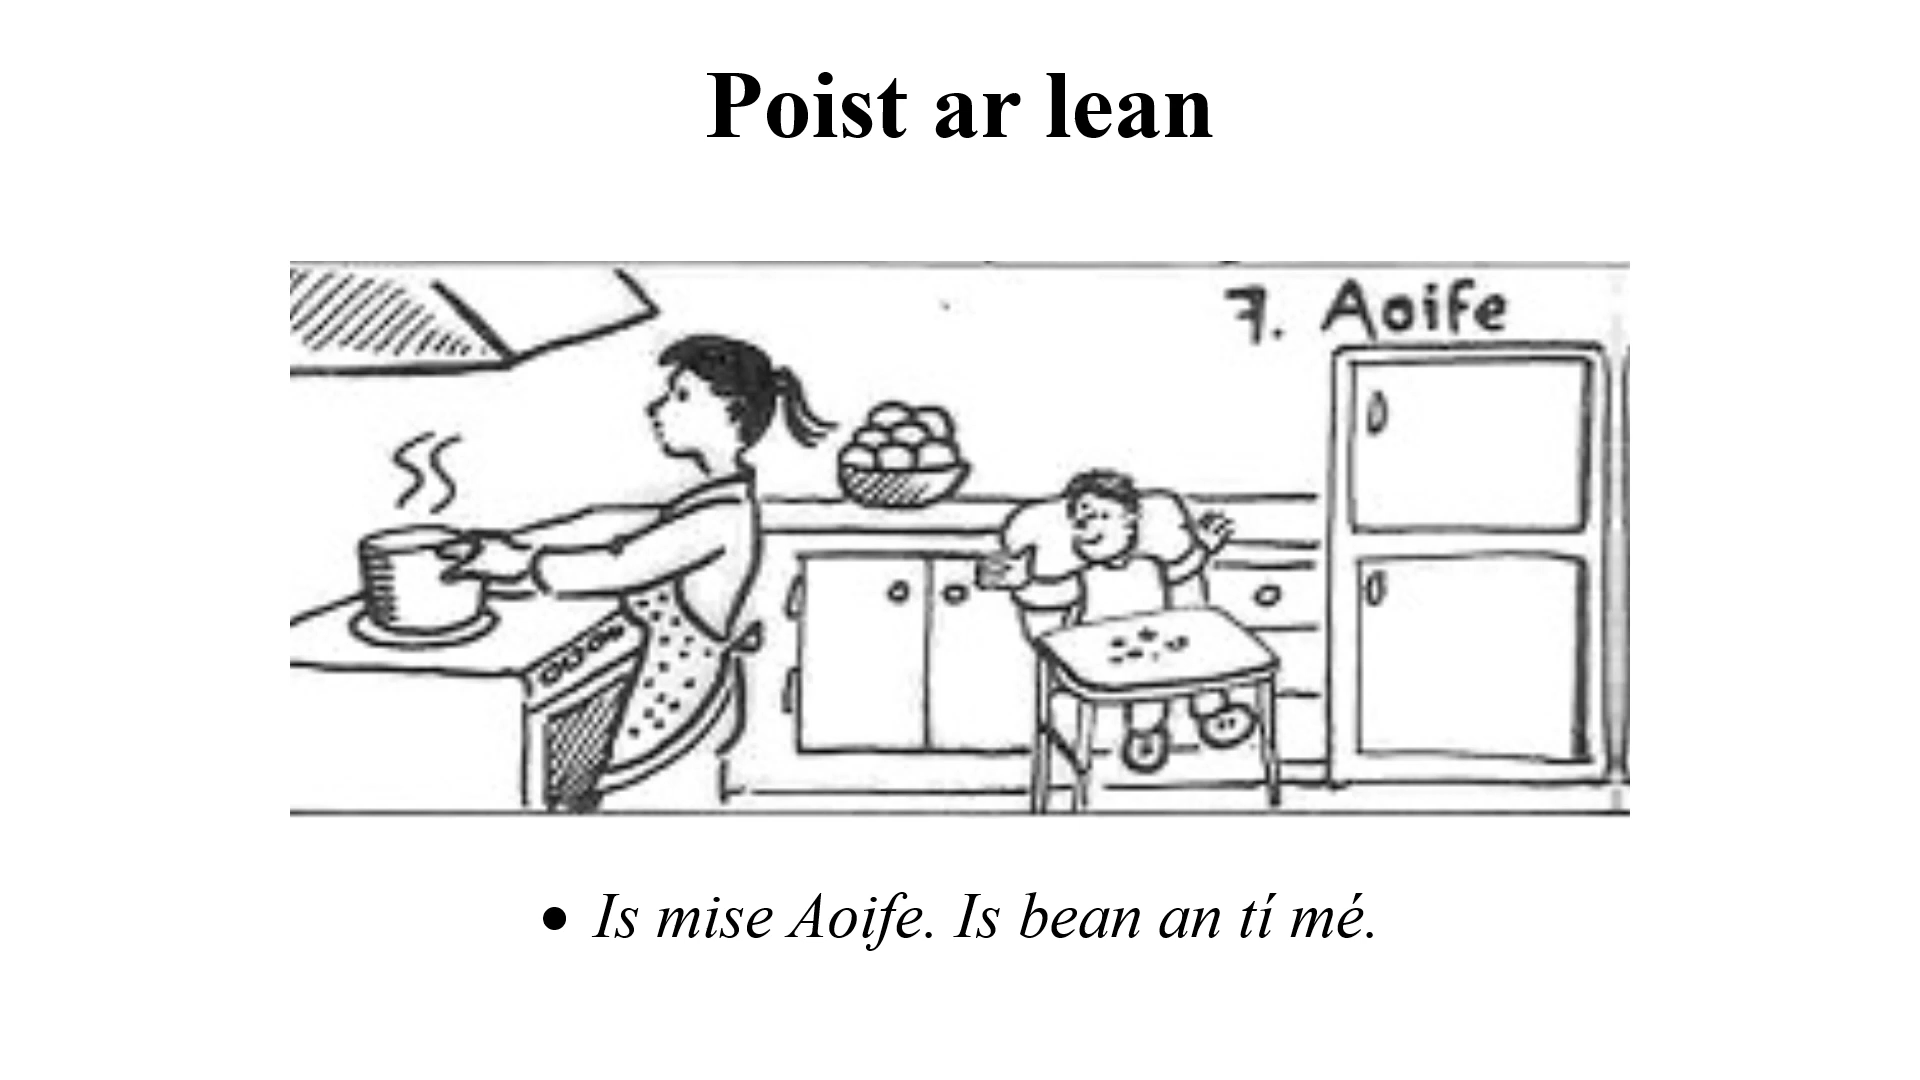 Poist ar lean
7. Aoife
• Is mise Aoife. Is bean an tí mé.